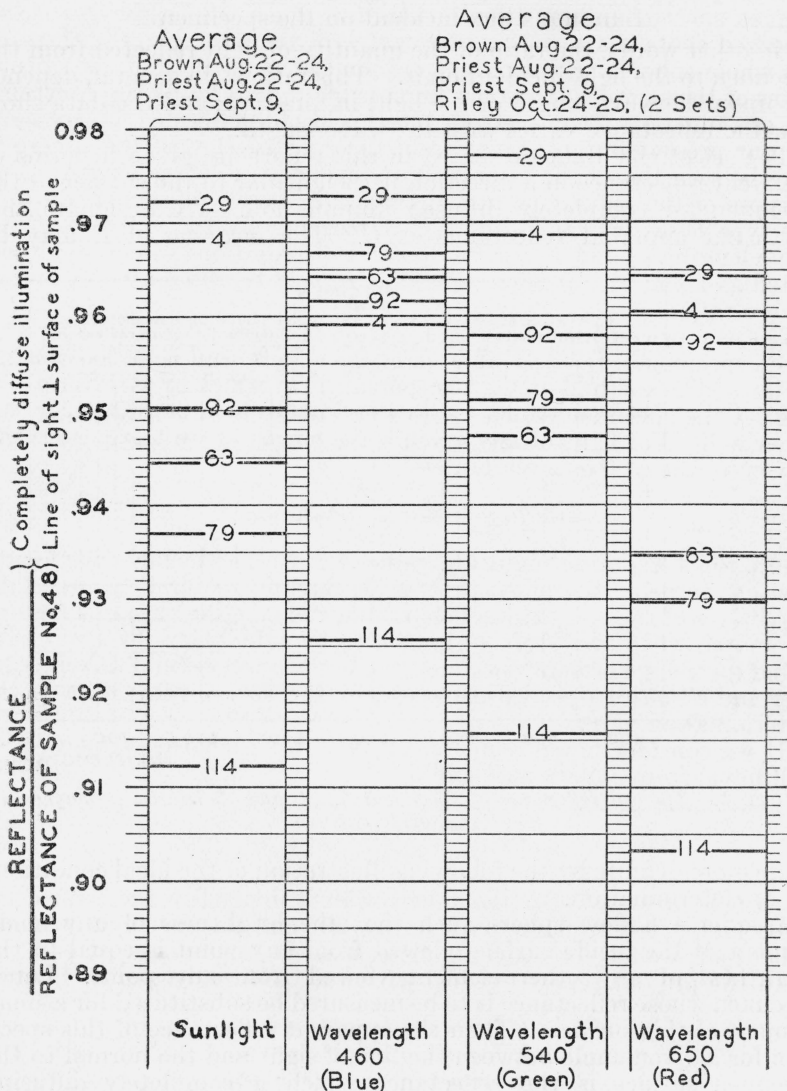 Average
Brown Aug. 22-24,
Priest Aug. 22-24,
Priest Sept. 9,
Average
Brown Aug. 22-24,
Priest Aug. 22-24,
Priest Sept. 9,
Riley Oct. 24-25, (2 Sets)
REFLECTANCE
REFLECTANCE OF SAMPLE No. 48
} Completely diffuse illumination
Line of sight ⊥ surface of sample
0.98
.97
.96
.95
.94
.93
.92
.91
.90
.89
29
4
92
63
79
114
Sunlight
29
79
63
92
4
114
Wavelength
460
(Blue)
29
4
92
79
63
114
Wavelength
540
(Green)
29
4
92
63
79
114
Wavelength
650
(Red)